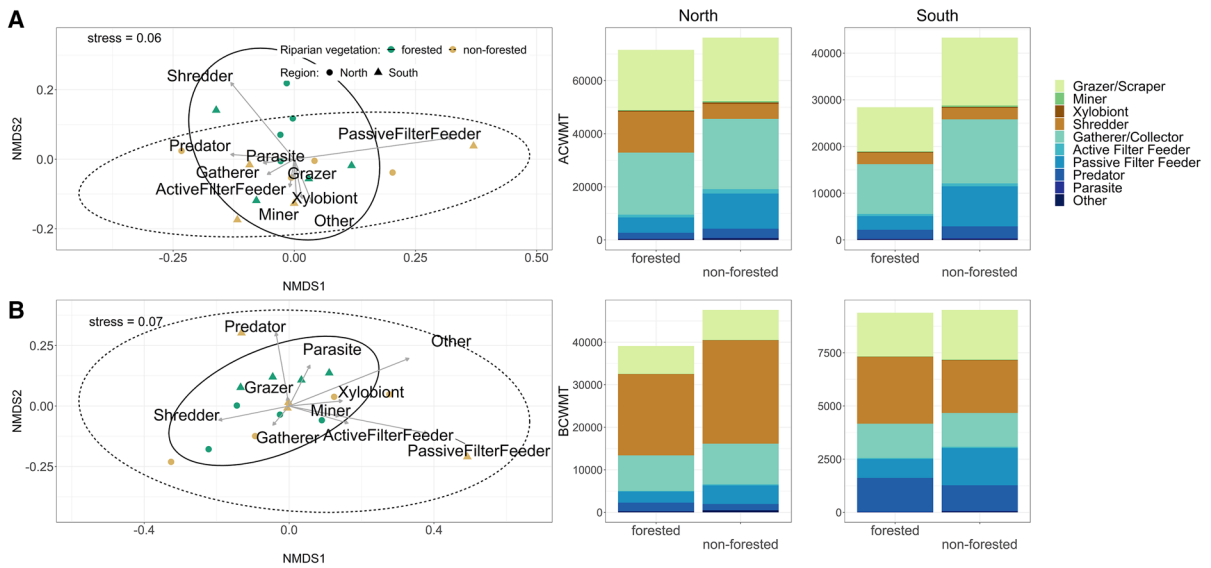 A
stress = 0.06
Riparian vegetation: forested non-forested
Region: North South
Shredder
PassiveFilterFeeder
Predator
Parasite
Gatherer
Grazer
ActiveFilterFeeder
Xylobiont
Miner
Other
NMDS2
0.2
0.0
-0.2
-0.25
0.00
0.25
0.50
NMDS1
North
ACWMT
60000
40000
20000
0
forested
non-forested
South
40000
30000
20000
10000
0
forested
non-forested
Grazer/Scraper
Miner
Xylobiont
Shredder
Gatherer/Collector
Active Filter Feeder
Passive Filter Feeder
Predator
Parasite
Other
B
stress = 0.07
Predator
Other
Parasite
Grazer
Xylobiont
Shredder
Miner
Gatherer
ActiveFilterFeeder
PassiveFilterFeeder
NMDS2
0.25
0.00
-0.25
-0.4
0.0
0.4
NMDS1
BCWMT
40000
30000
20000
10000
0
forested
non-forested
7500
5000
2500
0
forested
non-forested